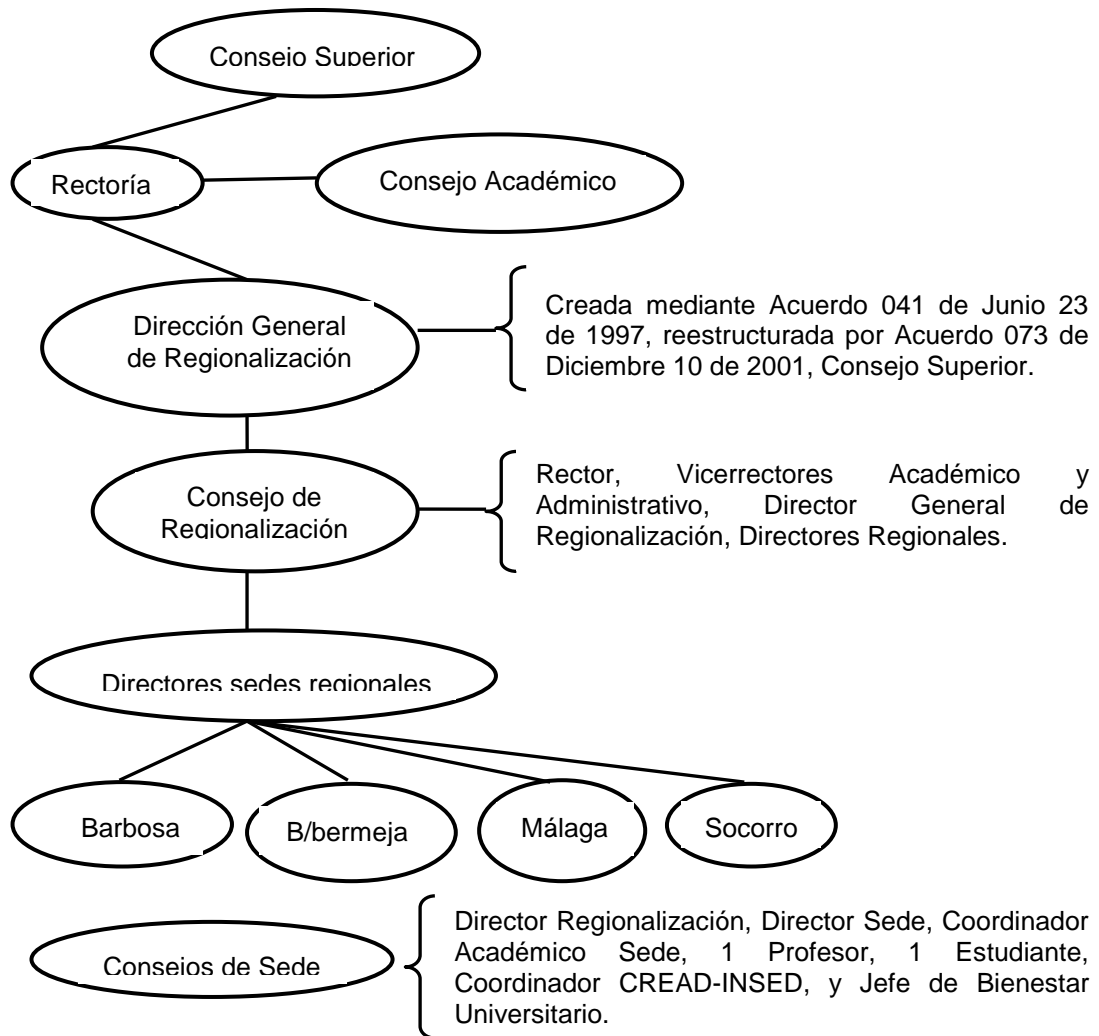 Consejo Superior
Rectoría
Consejo Académico
Dirección General
de Regionalización
Creada mediante Acuerdo 041 de Junio 23
de 1997, reestructurada por Acuerdo 073 de
Diciembre 10 de 2001, Consejo Superior.
Consejo de
Regionalización
Rector, Vicerrectores Académico y
Administrativo, Director General de
Regionalización, Directores Regionales.
Directores sedes regionales
Barbosa
B/bermeja
Málaga
Socorro
Consejos de Sede
Director Regionalización, Director Sede, Coordinador
Académico Sede, 1 Profesor, 1 Estudiante,
Coordinador CREAD-INSED, y Jefe de Bienestar
Universitario.